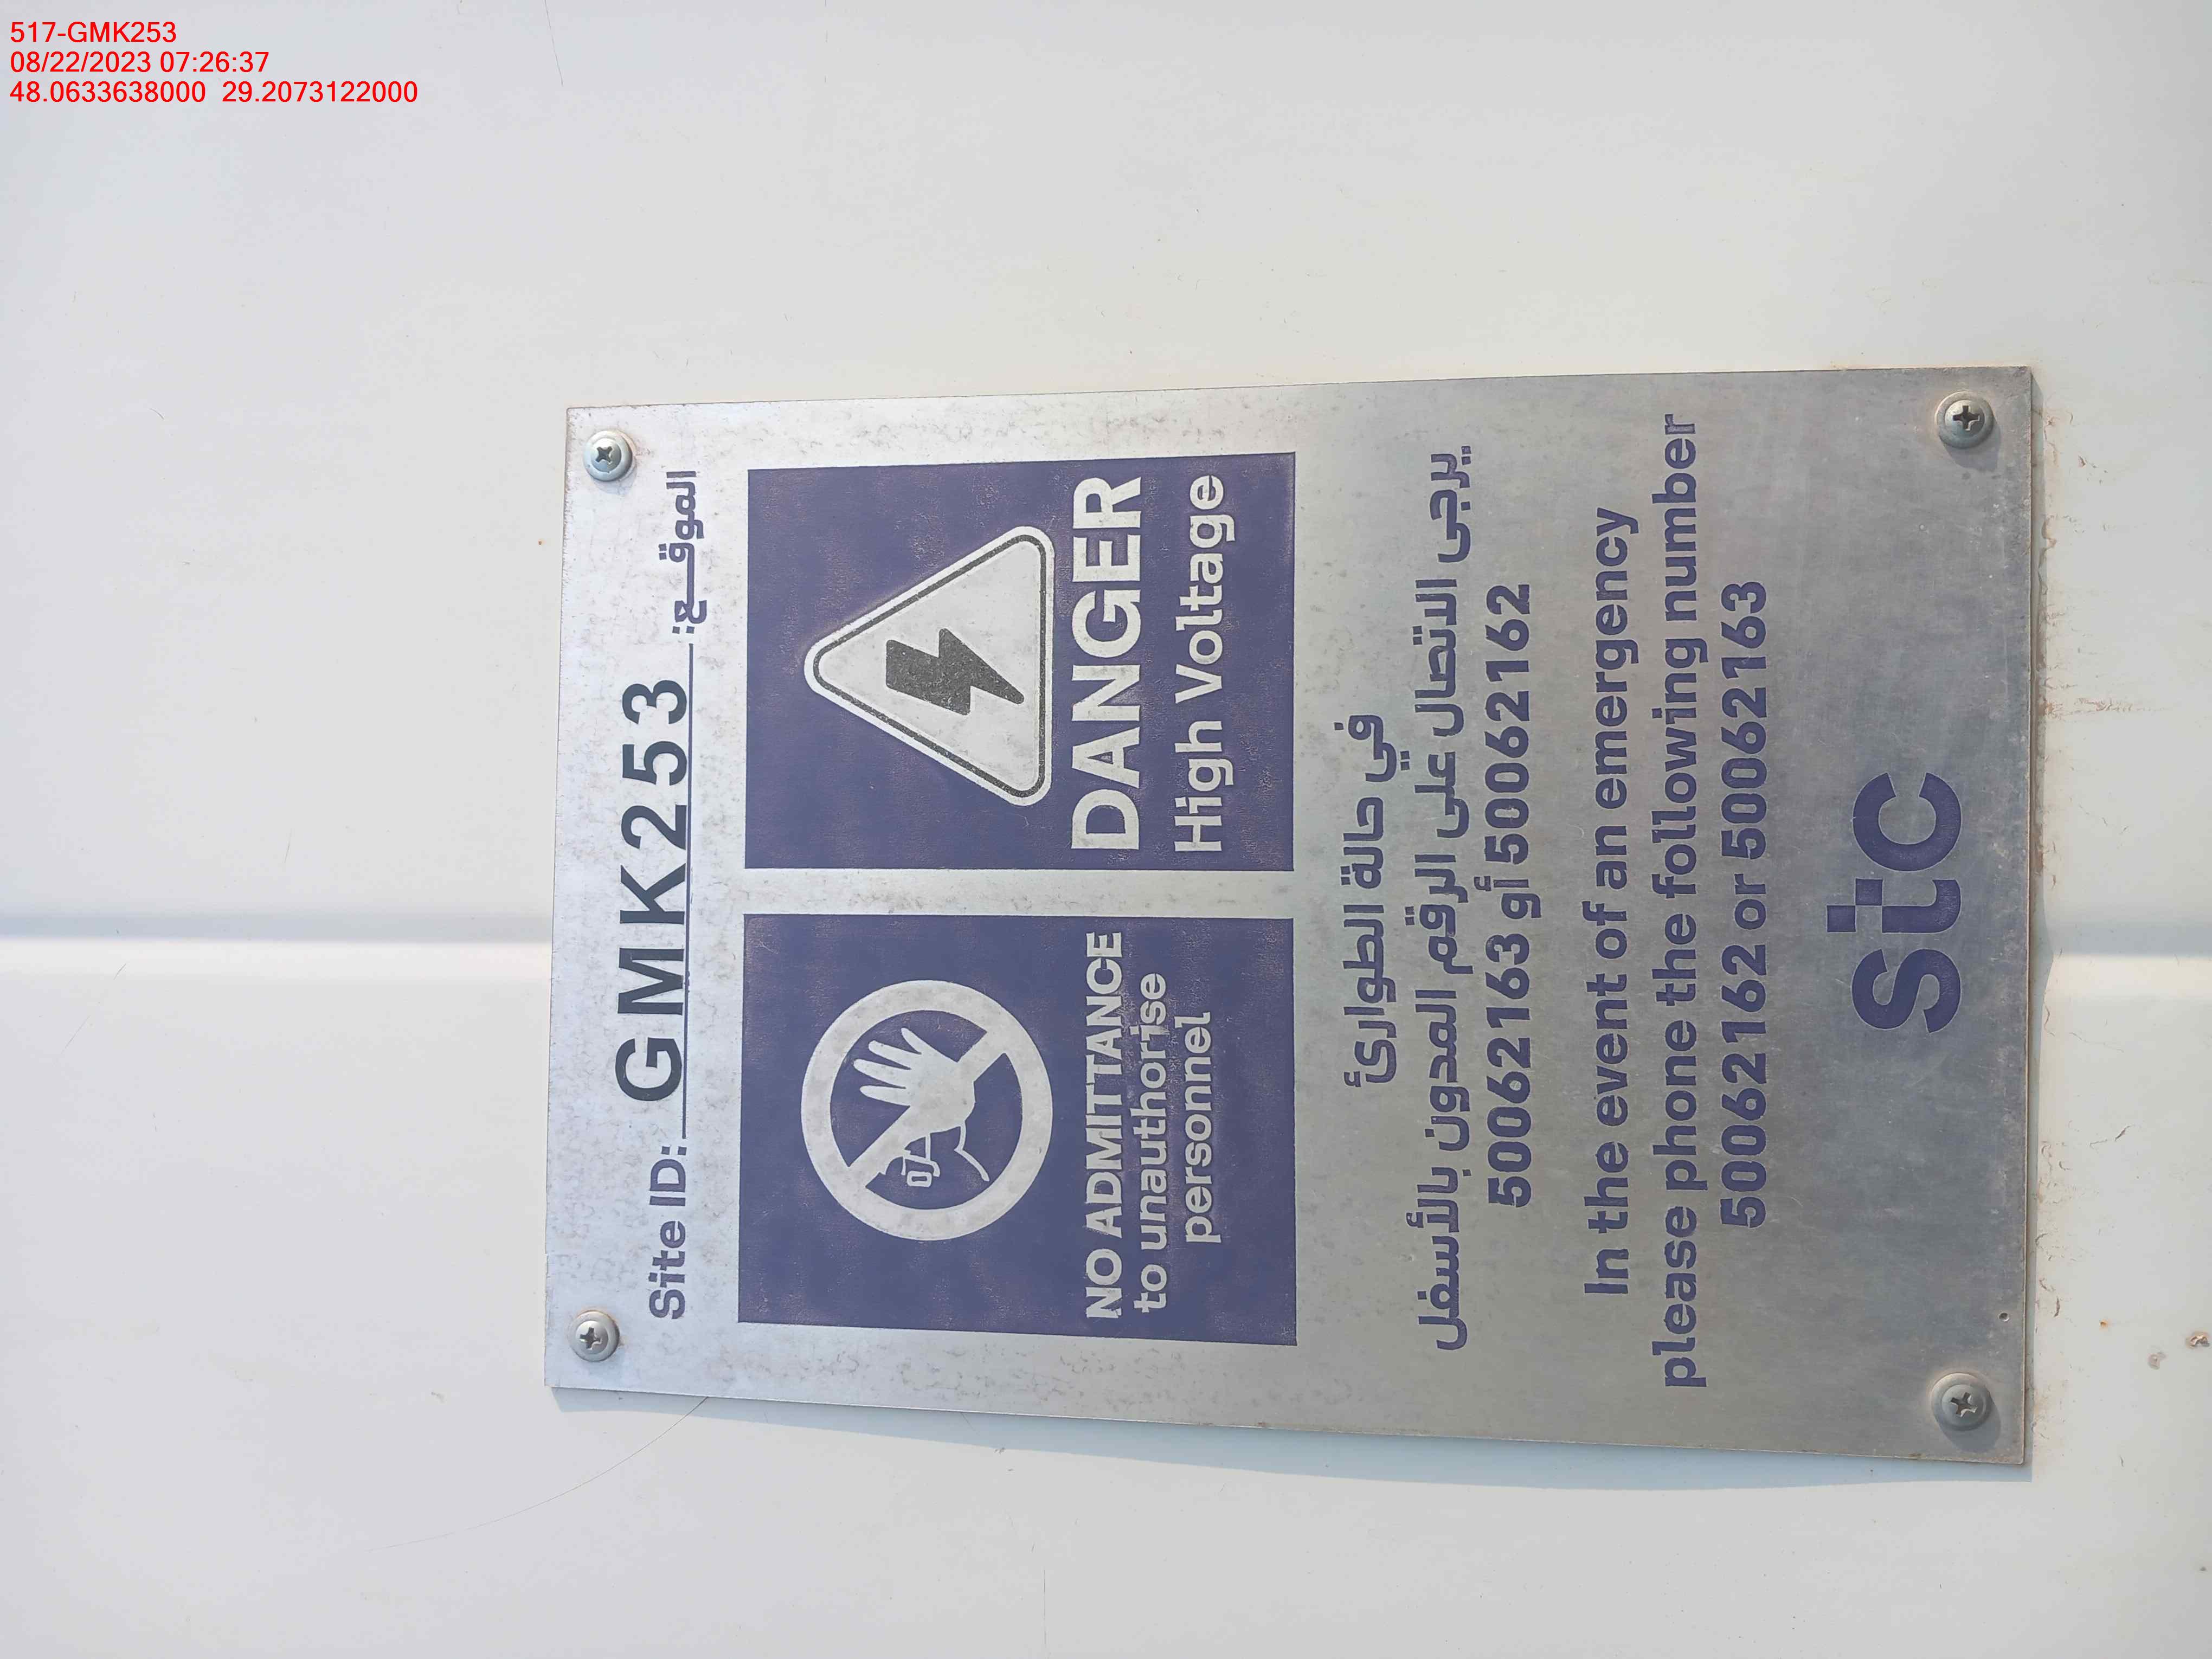 517-GMK253
08/22/2023 07:26:37
48.0633638000 29.2073122000
Site ID: GMK253 الموقـع:
NO ADMITTANCE
to unauthorise
personnel
DANGER
High Voltage
في حالة الطوارئ
يرجى الاتصال على الرقم المدون بالأسفل
50062163 أو 50062162
In the event of an emergency
please phone the following number
50062162 or 50062163
stc